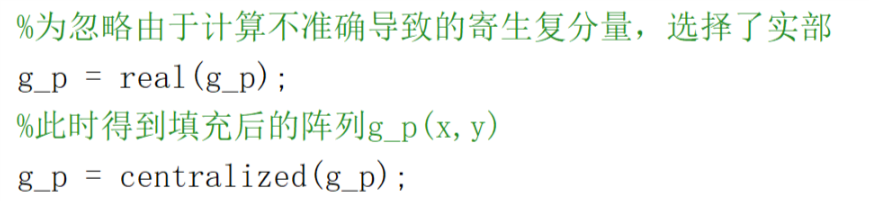 %为忽略由于计算不准确导致的寄生复分量，选择了实部
g_p = real(g_p);
%此时得到填充后的阵列g_p(x,y)
g_p = centralized(g_p);